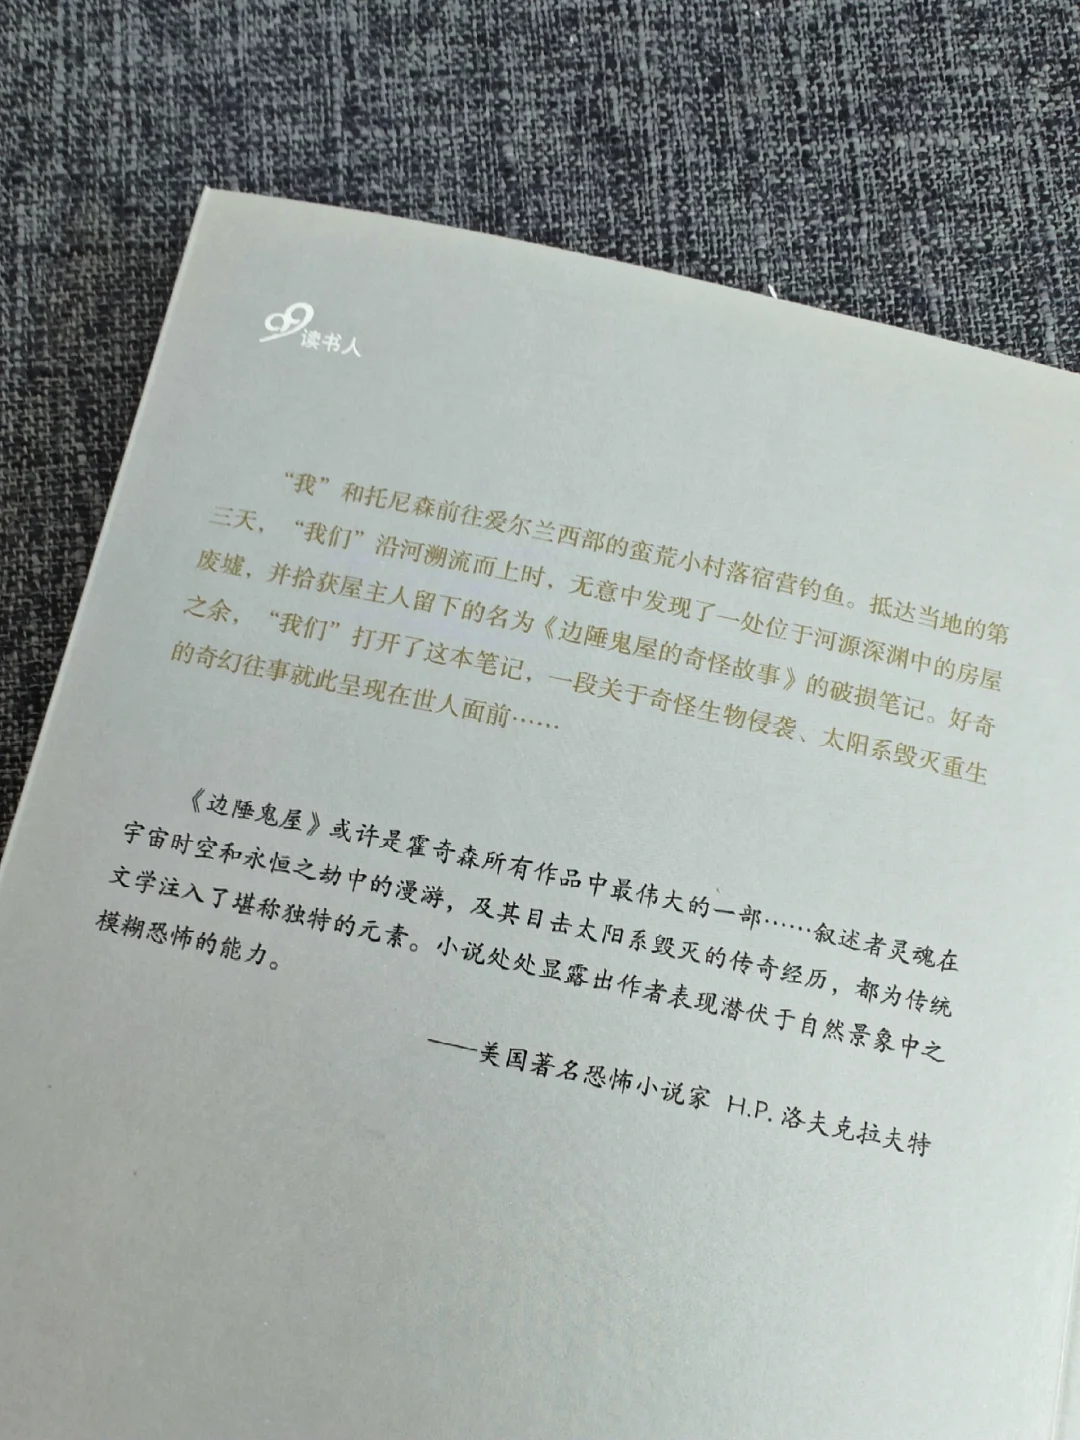 99读书人
“我”和托尼森前往爱尔兰西部的蛮荒小村落宿营钓鱼。抵达当地的第
三天，“我们”沿河溯流而上时，无意中发现了一处位于河源深渊中的房屋
废墟，并拾获屋主人留下的名为《边陲鬼屋的奇怪故事》的破损笔记。好奇
之余，“我们”打开了这本笔记，一段关于奇怪生物侵袭、太阳系毁灭重生
的奇幻往事就此呈现在世人面前……
《边陲鬼屋》或许是霍奇森所有作品中最伟大的一部……叙述者灵魂在
宇宙时空和永恒之劫中的漫游，及其目击太阳系毁灭的传奇经历，都为传统
文学注入了堪称独特的元素。小说处处显露出作者表现潜伏于自然景象中之
模糊恐怖的能力。
——美国著名恐怖小说家 H.P. 洛夫克拉夫特